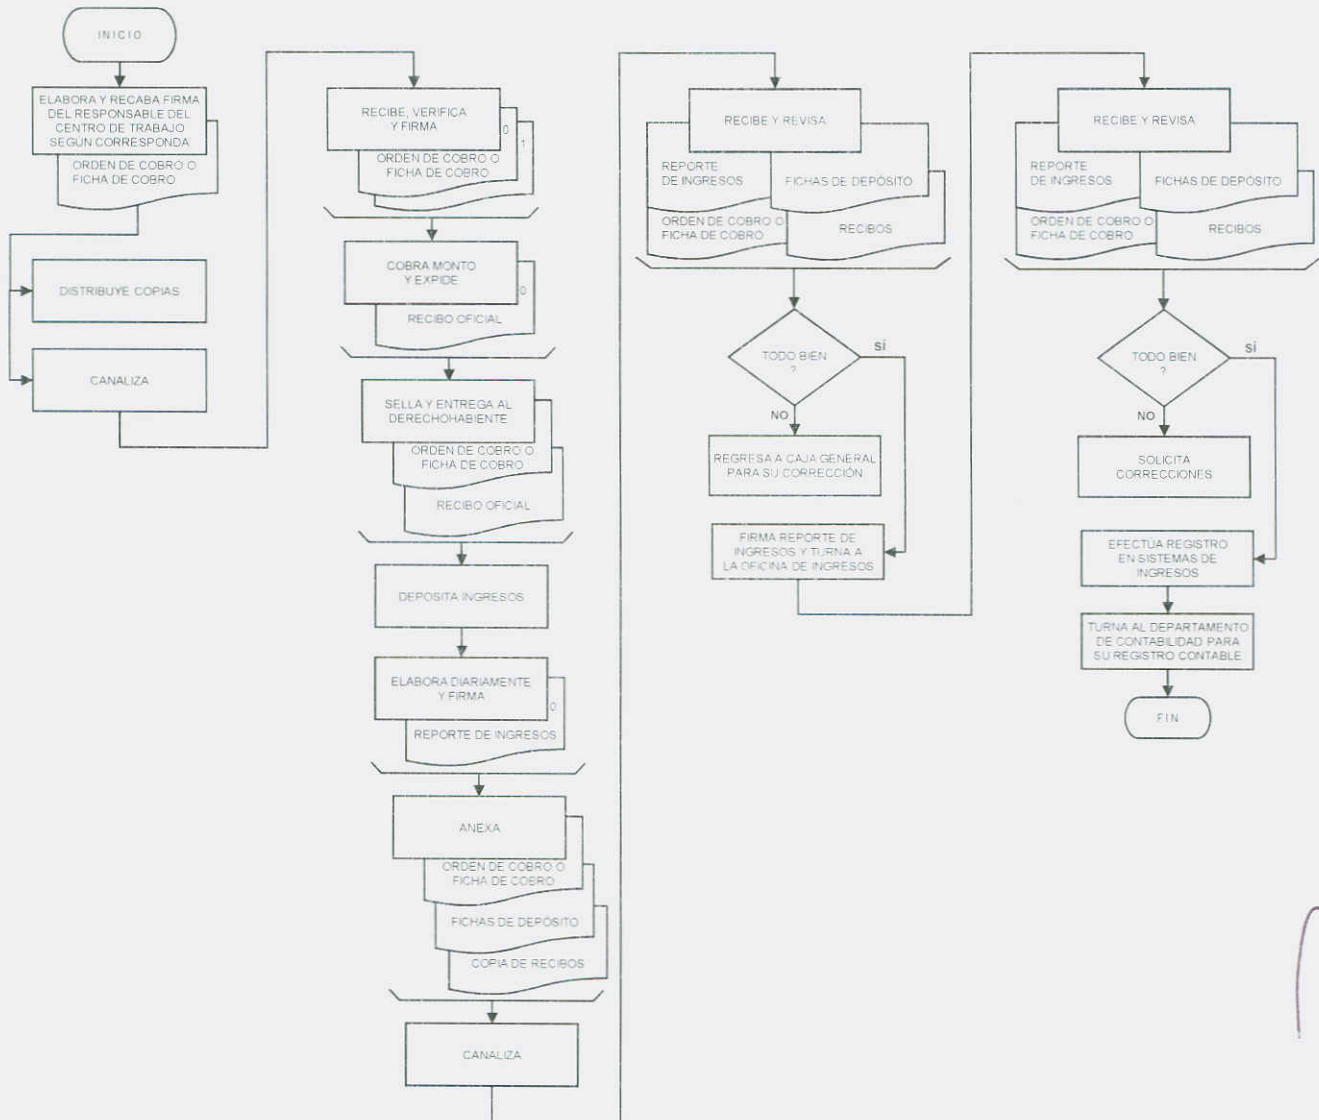 INICIO
ELABORA Y RECABA FIRMA
DEL RESPONSABLE DEL
CENTRO DE TRABAJO
SEGÚN CORRESPONDA
ORDEN DE COBRO O
FICHA DE COBRO
DISTRIBUYE COPIAS
CANALIZA
RECIBE, VERIFICA
Y FIRMA
0
1
ORDEN DE COBRO O
FICHA DE COBRO
COBRA MONTO
Y EXPIDE
0
RECIBO OFICIAL
SELLA Y ENTREGA AL
DERECHOHABIENTE
ORDEN DE COBRO O
FICHA DE COBRO
RECIBO OFICIAL
DEPOSITA INGRESOS
ELABORA DIARIAMENTE
Y FIRMA
0
REPORTE DE INGRESOS
ANEXA
ORDEN DE COBRO O
FICHA DE COBRO
FICHAS DE DEPÓSITO
COPIA DE RECIBOS
CANALIZA
RECIBE Y REVISA
REPORTE
DE INGRESOS
FICHAS DE DEPÓSITO
ORDEN DE COBRO O
FICHA DE COBRO
RECIBOS
TODO BIEN
?
SÍ
NO
REGRESA A CAJA GENERAL
PARA SU CORRECCIÓN
FIRMA REPORTE DE
INGRESOS Y TURNA A
LA OFICINA DE INGRESOS
RECIBE Y REVISA
REPORTE
DE INGRESOS
FICHAS DE DEPÓSITO
ORDEN DE COBRO O
FICHA DE COBRO
RECIBOS
TODO BIEN
?
SÍ
NO
SOLICITA
CORRECCIONES
EFECTÚA REGISTRO
EN SISTEMAS DE
INGRESOS
TURNA AL DEPARTAMENTO
DE CONTABILIDAD PARA
SU REGISTRO CONTABLE
FIN